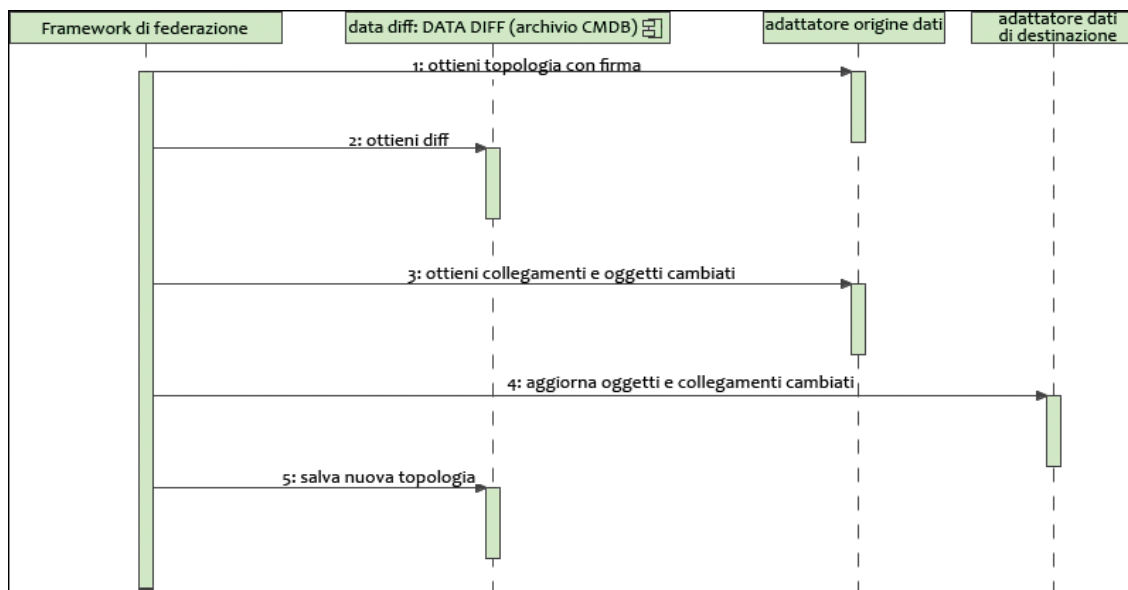 Framework di federazione
data diff: DATA DIFF (archivio CMDB)
adattatore origine dati
adattatore dati
di destinazione
1: ottieni topologia con firma
2: ottieni diff
3: ottieni collegamenti e oggetti cambiati
4: aggiorna oggetti e collegamenti cambiati
5: salva nuova topologia